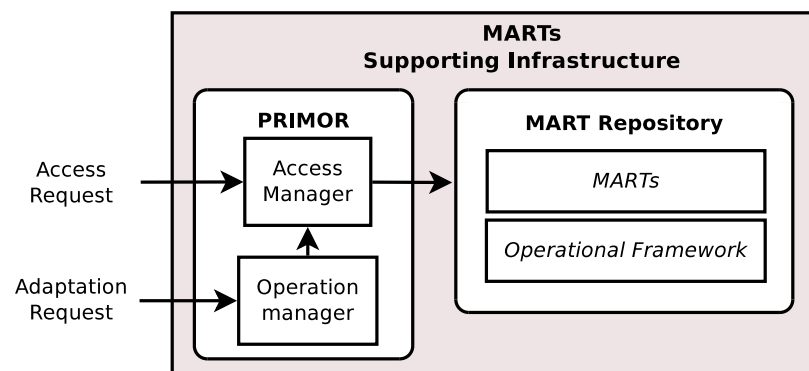 MARTs
Supporting Infrastructure
PRIMOR
Access
Manager
Operation
manager
MART Repository
MARTs
Operational Framework
Access
Request
Adaptation
Request